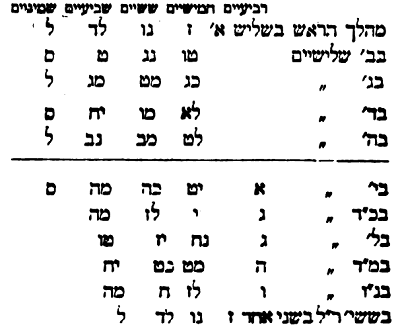 רביעיים חמישיים ששיים שביעיים שמיניים
מהלך הראש בשליש א׳ ז נו לד ל
בב׳ שלישיים טו נג ט ס
בג׳ „ כג מט מג ל
בד׳ „ לא מו יח ס
בה׳ „ לט מב נב ל
בי׳ „ א יט כה מה ס
בכ״ד „ ג י לז מה
בל׳ „ ג נח יז טו
במ״ד „ ה מט כט יח
בנ״ו „ ו לז ח מה
בששי׳ ר״ל בשני אחד ז נו לד ל